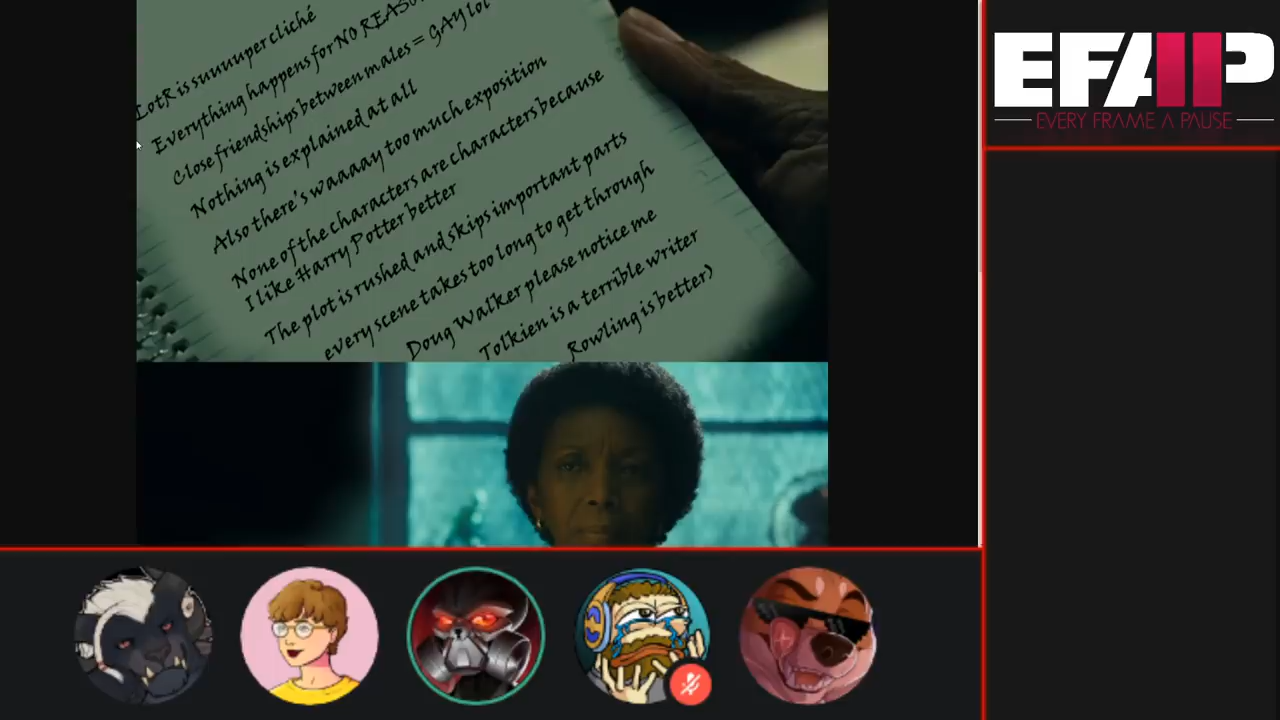 LotR is suuuuper cliché
Everything happens for NO REASO
Close friendships between males = GAY lol
Nothing is explained at all
Also there's waaaay too much exposition
None of the characters are characters because
I like Harry Potter better
The plot is rushed and skips important parts
every scene takes too long to get through
Doug Walker please notice me
Tolkien is a terrible writer
Rowling is better)
EFAP
EVERY FRAME A PAUSE